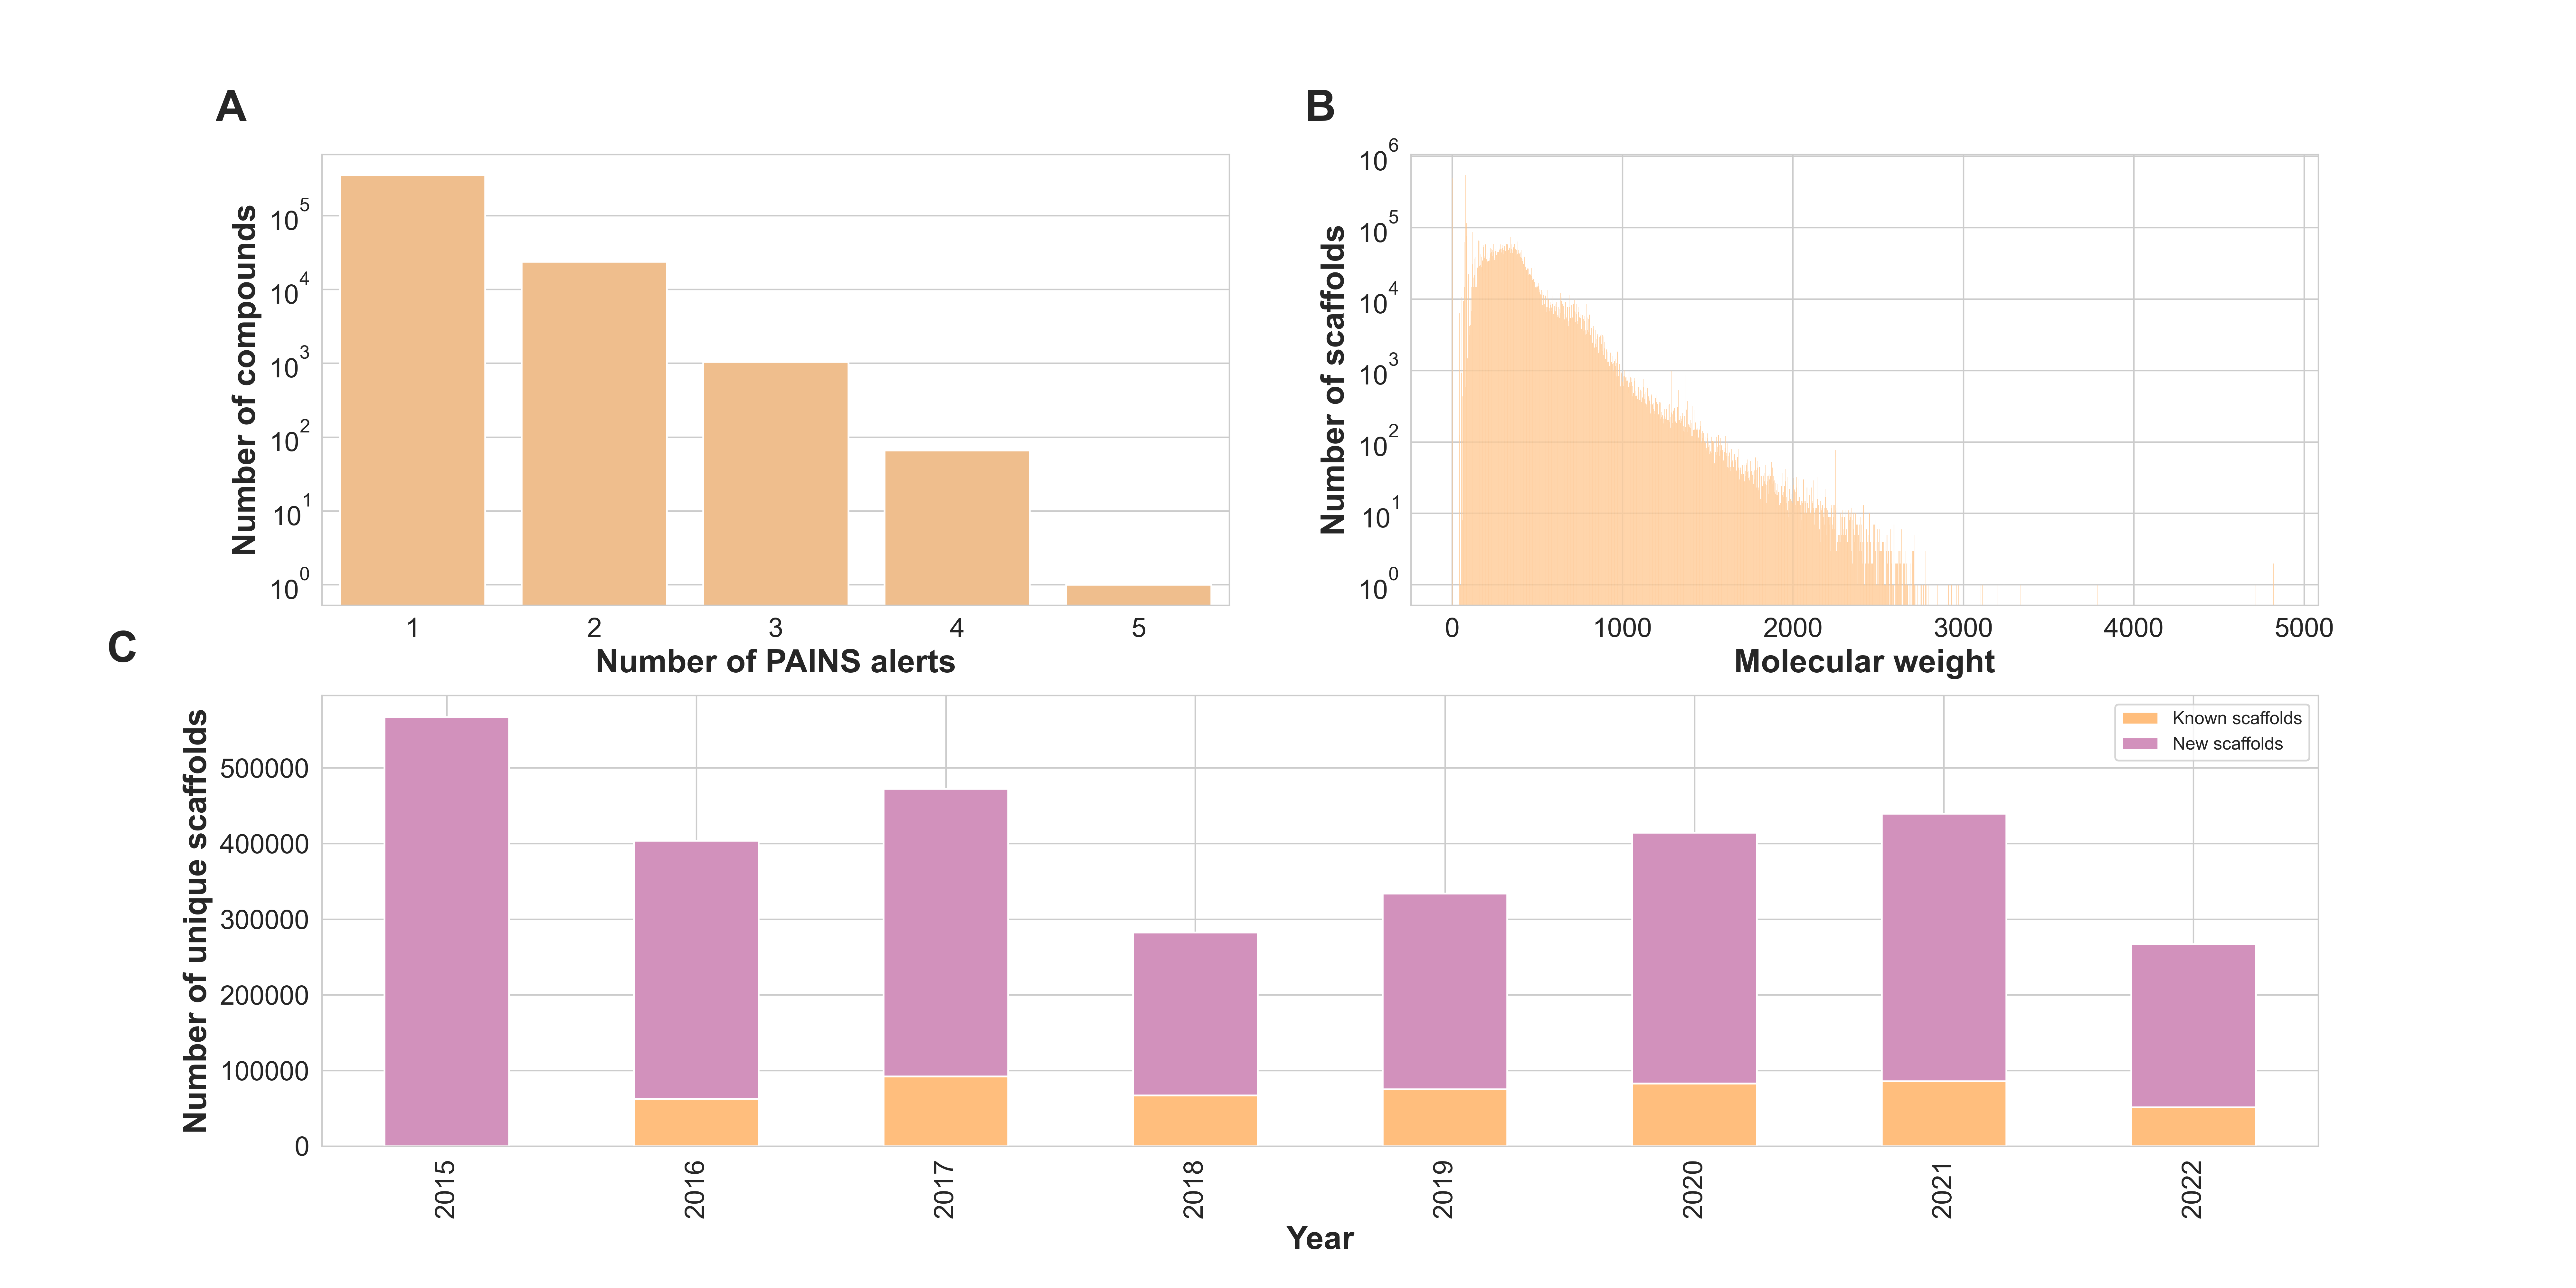 A
Number of compounds
10^5
10^4
10^3
10^2
10^1
10^0
1 2 3 4 5
Number of PAINS alerts
B
Number of scaffolds
10^6
10^5
10^4
10^3
10^2
10^1
10^0
0 1000 2000 3000 4000 5000
Molecular weight
C
Number of unique scaffolds
500000
400000
300000
200000
100000
0
Known scaffolds
New scaffolds
2015 2016 2017 2018 2019 2020 2021 2022
Year